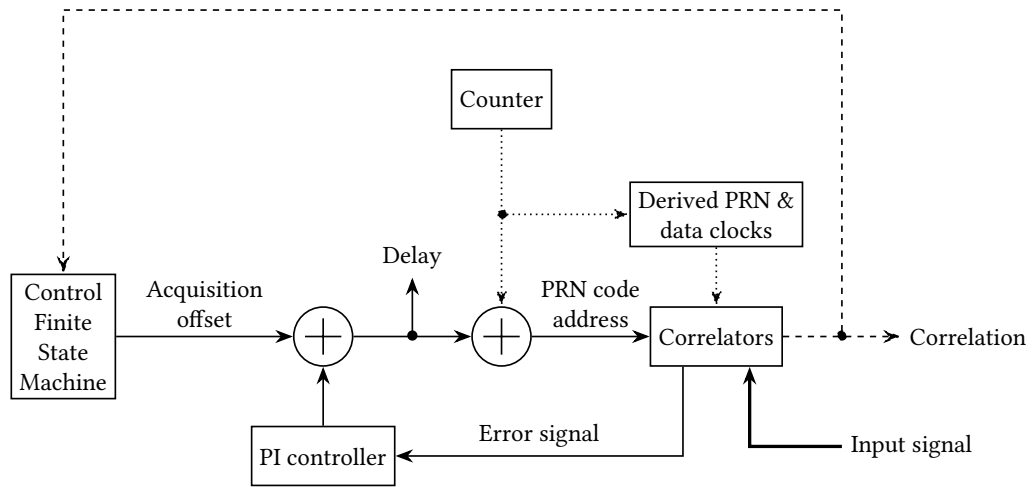 Counter
Derived PRN &
data clocks
Delay
Control
Finite
State
Machine
Acquisition
offset
PRN code
address
Correlators
Correlation
PI controller
Error signal
Input signal